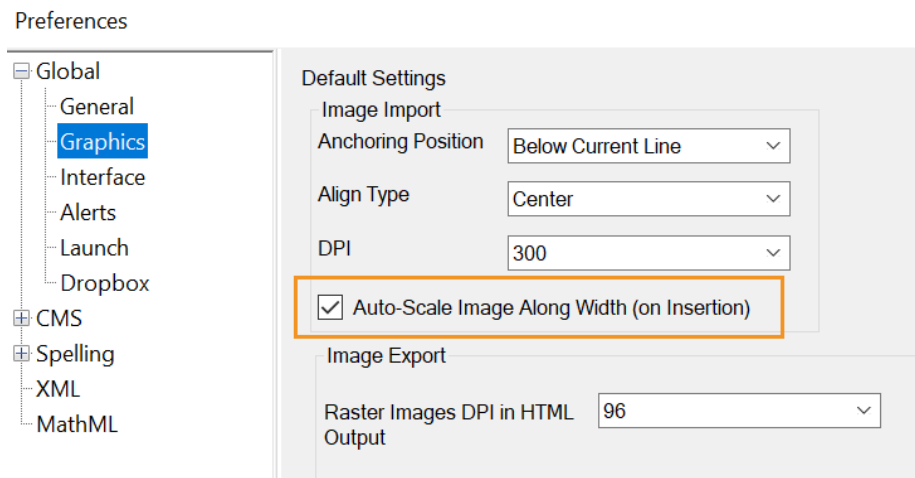 Preferences
Global
General
Graphics
Interface
Alerts
Launch
Dropbox
CMS
Spelling
XML
MathML
Default Settings
Image Import
Anchoring Position Below Current Line
Align Type Center
DPI 300
Auto-Scale Image Along Width (on Insertion)
Image Export
Raster Images DPI in HTML 96
Output